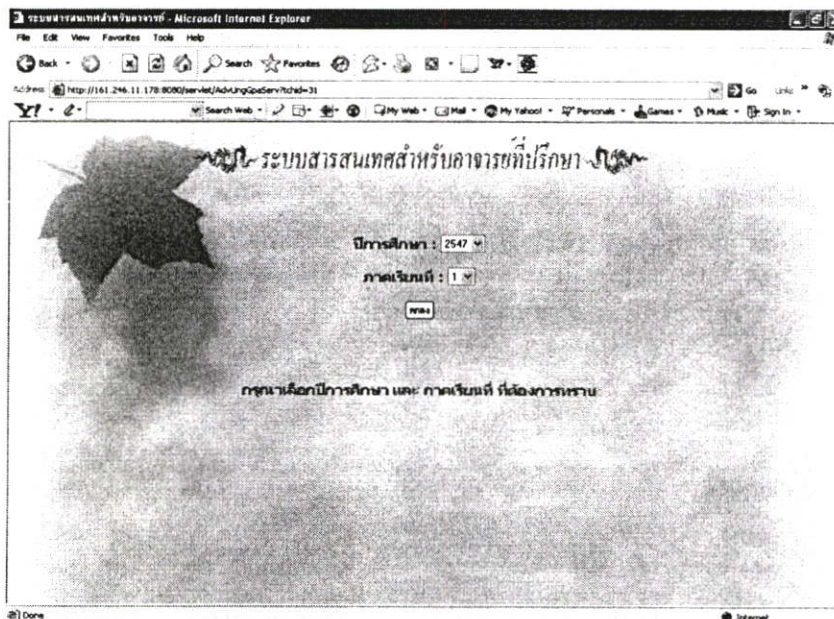 ระบบสารสนเทศสำหรับอาจารย์ - Microsoft Internet Explorer
File Edit View Favorites Tools Help
Back Search Favorites
Address http://161.246.11.178:8080/servlet/AdvUngGpaServ?tchid=31 Go Links »
Y! Search Web My Web Mail My Yahoo! Personals Games Music Sign In
ระบบสารสนเทศสำหรับอาจารย์ที่ปรึกษา
ปีการศึกษา : 2547
ภาคเรียนที่ : 1
ตกลง
กรุณาเลือกปีการศึกษา และ ภาคเรียนที่ ที่ต้องการทราบ
Done Internet